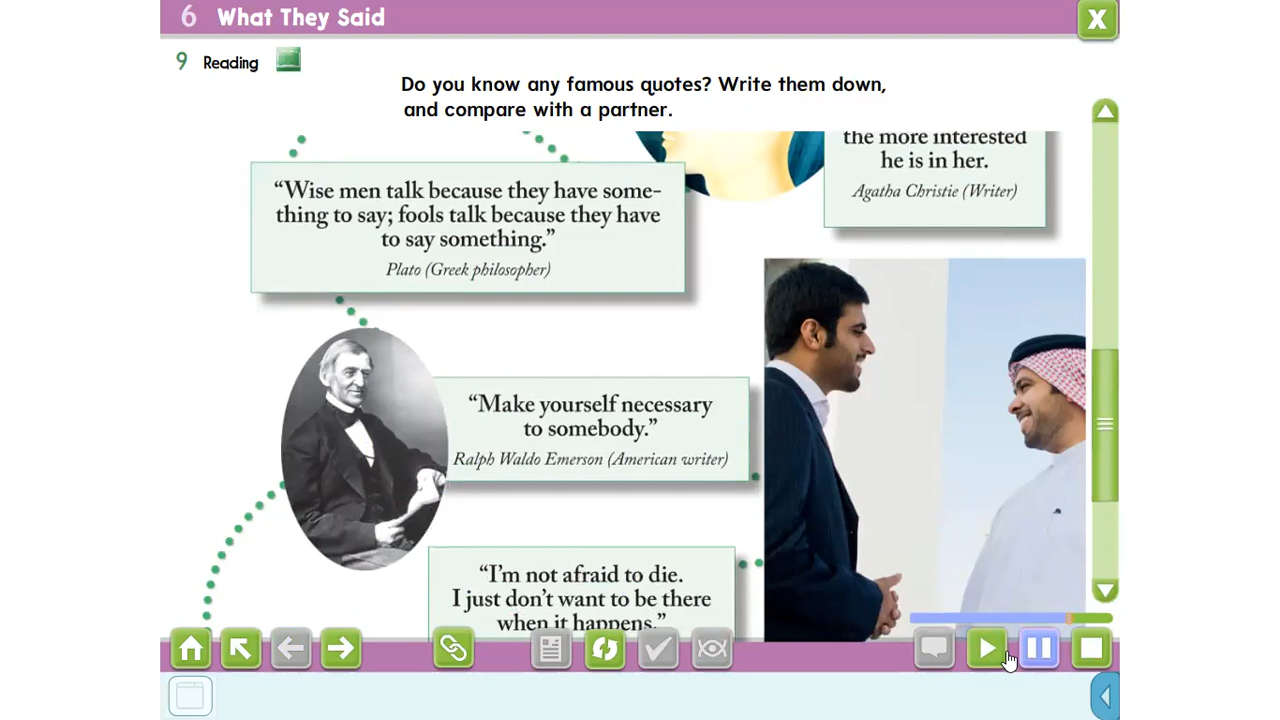 6 What They Said
X
9 Reading
Do you know any famous quotes? Write them down,
and compare with a partner.
the more interested
he is in her.
Agatha Christie (Writer)
“Wise men talk because they have some-
thing to say; fools talk because they have
to say something.”
Plato (Greek philosopher)
“Make yourself necessary
to somebody.”
Ralph Waldo Emerson (American writer)
“I’m not afraid to die.
I just don’t want to be there
when it happens.”